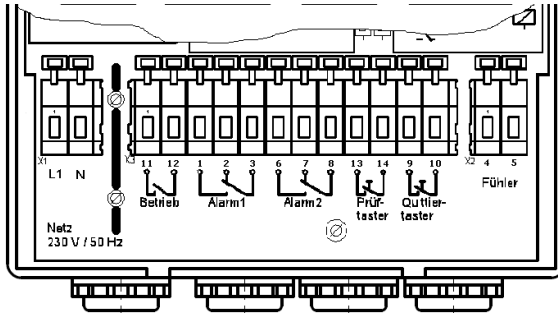 X1 X3 X2
11 12 1 2 3 6 7 8 13 14 9 10 4 5
L1 N
Betrieb Alarm1 Alarm2 Prüf- Quttier- Fühler
taster taster
Netz
230 V / 50 Hz